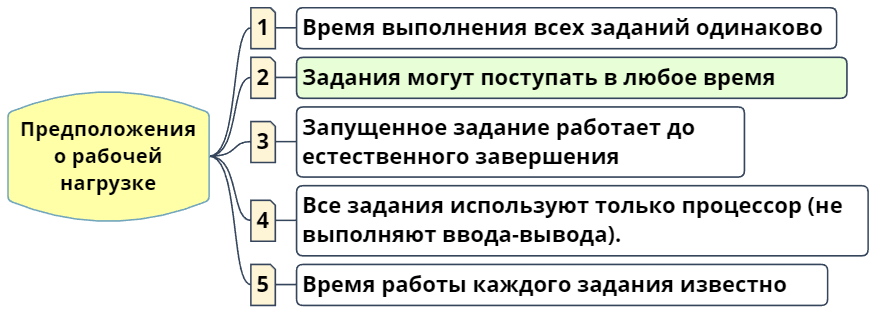 Предположения
о рабочей
нагрузке
1 Время выполнения всех заданий одинаково
2 Задания могут поступать в любое время
3 Запущенное задание работает до
естественного завершения
4 Все задания используют только процессор (не
выполняют ввода-вывода).
5 Время работы каждого задания известно